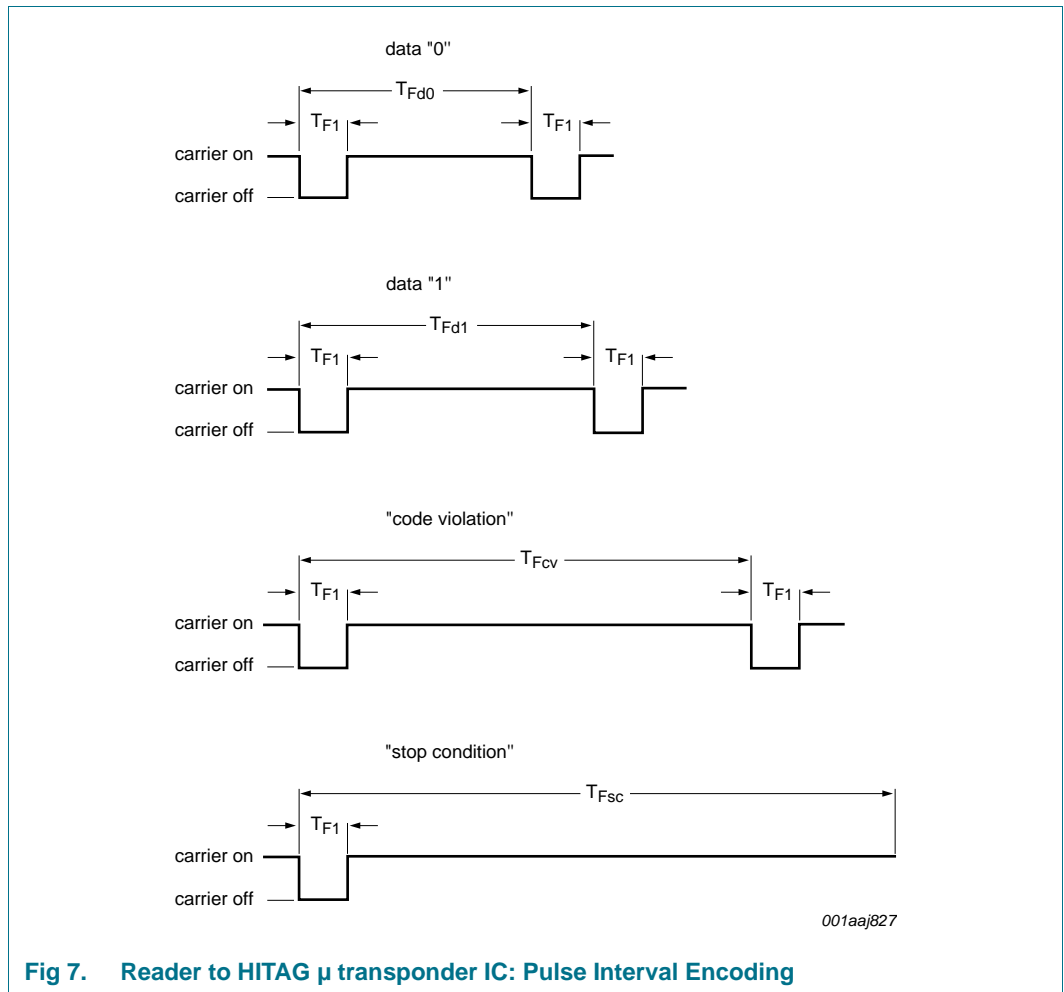 data "0"
TFd0
TF1 TF1
carrier on
carrier off
data "1"
TFd1
TF1 TF1
carrier on
carrier off
"code violation"
TFcv
TF1 TF1
carrier on
carrier off
"stop condition"
TFsc
TF1
carrier on
carrier off
001aaj827
Fig 7. Reader to HITAG µ transponder IC: Pulse Interval Encoding